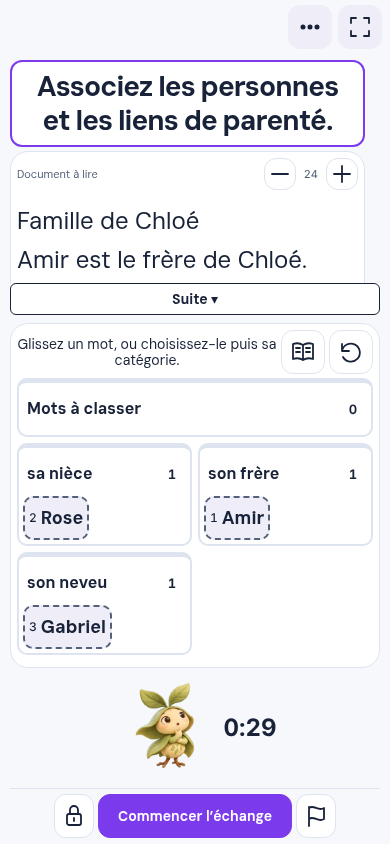 Associez les personnes
et les liens de parenté.
Document à lire
24
Famille de Chloé
Amir est le frère de Chloé.
Suite ▾
Glissez un mot, ou choisissez-le puis sa
catégorie.
Mots à classer
0
sa nièce
1
2 Rose
son frère
1
1 Amir
son neveu
1
3 Gabriel
0:29
Commencer l'échange